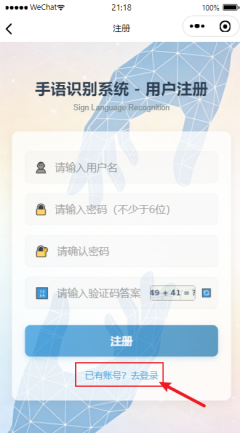 WeChat 21:18 100%
注册
手语识别系统 - 用户注册
Sign Language Recognition
请输入用户名
请输入密码（不少于6位）
请确认密码
请输入验证码答案 49 + 41 = ?
注册
已有账号？去登录